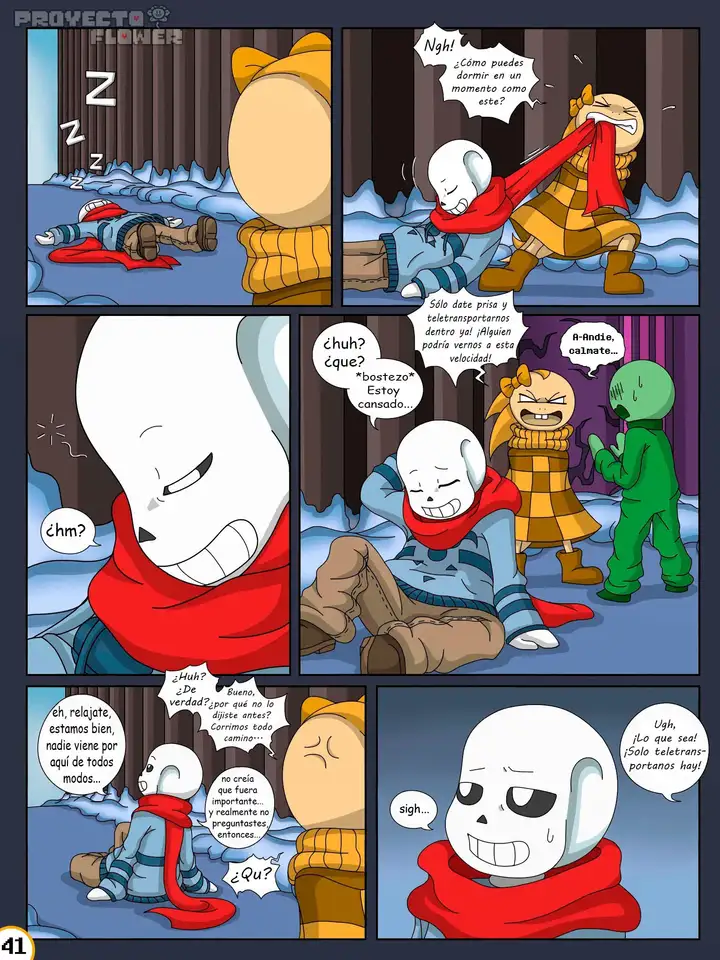 PROYECTO
FLOWER
Z
Z
Z
Z
Ngh!
¿Cómo puedes
dormir en un
momento como
este?
¿hm?
¿huh?
¿que?
*bostezo*
Estoy
cansado...
Sólo date prisa y
teletransportarnos
dentro ya! ¡Alguien
podría vernos a esta
velocidad!
A-Andie,
calmate...
eh, relajate,
estamos bien,
nadie viene por
aquí de todos
modos...
¿Huh?
¿De
verdad?
Bueno,
¿por qué no lo
dijiste antes?
Corrimos todo
camino...
no creía
que fuera
importante...
y realmente no
preguntastes,
entonces...
¿Qu?
sigh...
Ugh,
¡Lo que sea!
¡Solo teletrans-
portanos hay!
41